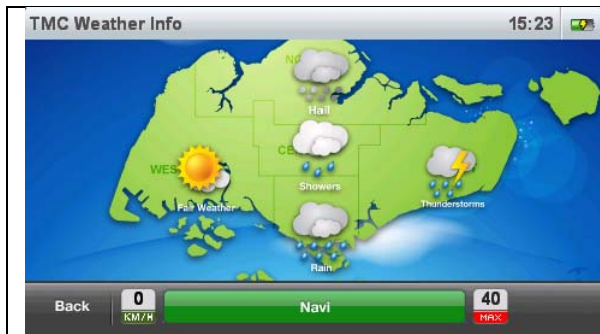 TMC Weather Info 15:23
Hail
WES
Showers
Fair Weather
Thunderstorms
Rain
Back 0 KM/H Navi 40 MAX